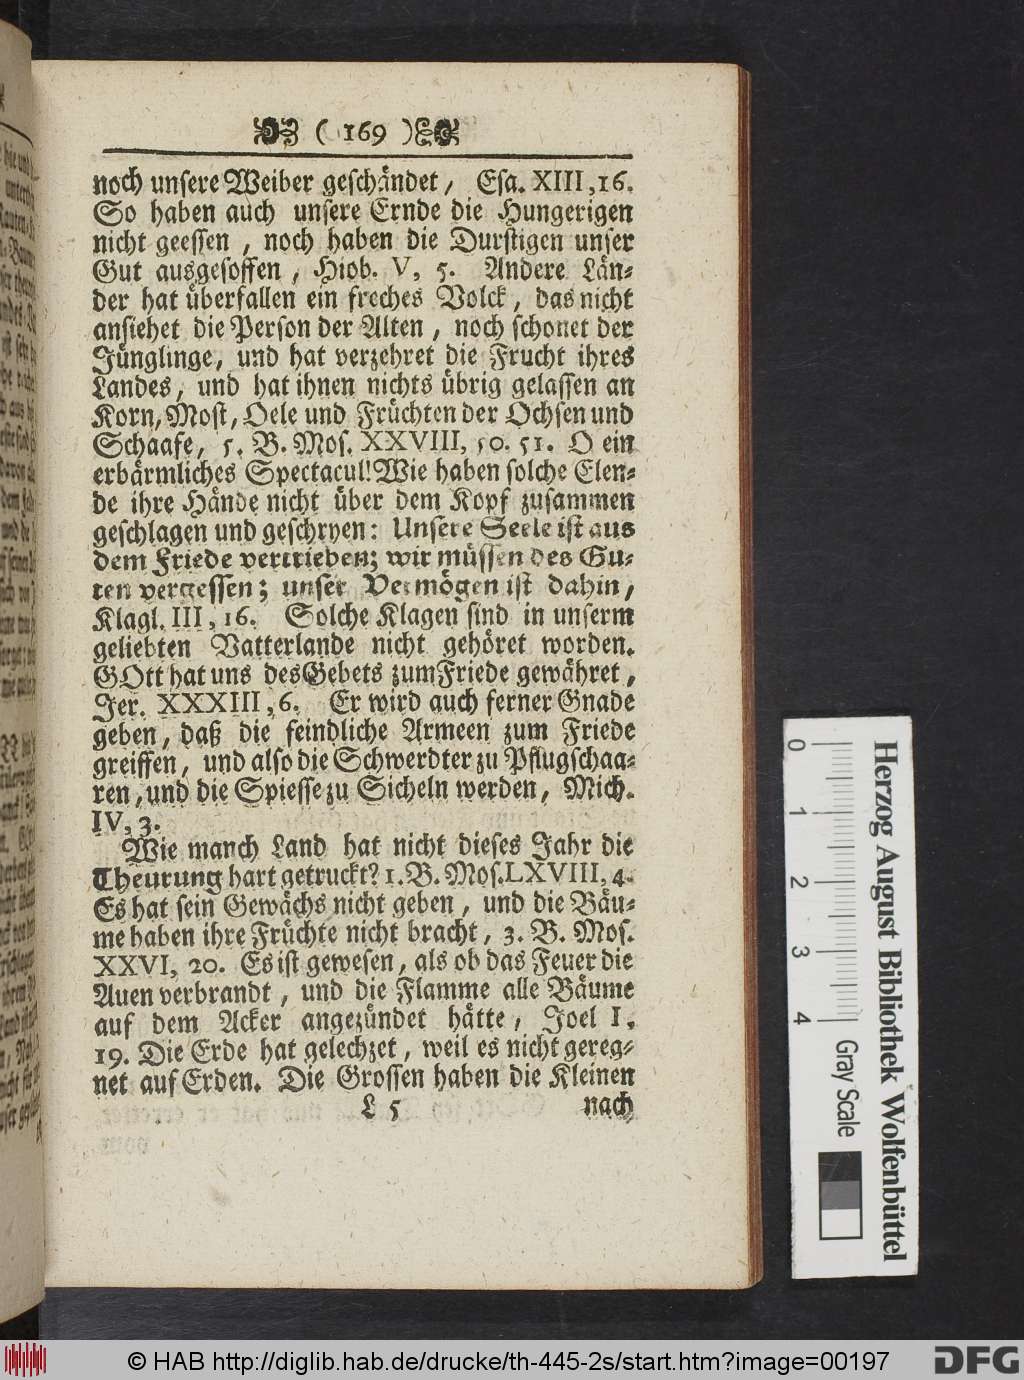 ( 169 )
noch unsere Weiber geschändet, Esa. XIII, 16.
So haben auch unsere Ernde die Hungerigen
nicht geessen, noch haben die Durstigen unser
Gut ausgesoffen, Hiob. V, 5. Andere Län-
der hat überfallen ein freches Volck, das nicht
ansiehet die Person der Alten, noch schonet der
Jünglinge, und hat verzehret die Frucht ihres
Landes, und hat ihnen nichts übrig gelassen an
Korn, Most, Oele und Früchten der Ochsen und
Schaafe, 5. B. Mos. XXVIII, 50. 51. O ein
erbärmliches Spectacul! Wie haben solche Elen-
de ihre Hände nicht über dem Kopf zusammen
geschlagen und geschryen: Unsere Seele ist aus
dem Friede vertrieben; wir müssen des Gu-
ten vergessen; unser Vermögen ist dahin,
Klagl. III, 16. Solche Klagen sind in unserm
geliebten Vatterlande nicht gehöret worden.
GOtt hat uns des Gebets zum Friede gewähret,
Jer. XXXIII, 6. Er wird auch ferner Gnade
geben, daß die feindliche Armeen zum Friede
greiffen, und also die Schwerdter zu Pflugschaa-
ren, und die Spiesse zu Sicheln werden, Mich.
IV, 3.
Wie manch Land hat nicht dieses Jahr die
Theurung hart getruckt? 1. B. Mos. LXVIII, 4.
Es hat sein Gewächs nicht geben, und die Bäu-
me haben ihre Früchte nicht bracht, 3. B. Mos.
XXVI, 20. Es ist gewesen, als ob das Feuer die
Auen verbrandt, und die Flamme alle Bäume
auf dem Acker angezündet hätte, Joel I.
19. Die Erde hat gelechzet, weil es nicht gereg-
net auf Erden. Die Grossen haben die Kleinen
L 5 nach
0 1 2 3 4
Gray Scale
Herzog August Bibliothek Wolfenbüttel
© HAB http://diglib.hab.de/drucke/th-445-2s/start.htm?image=00197
DFG